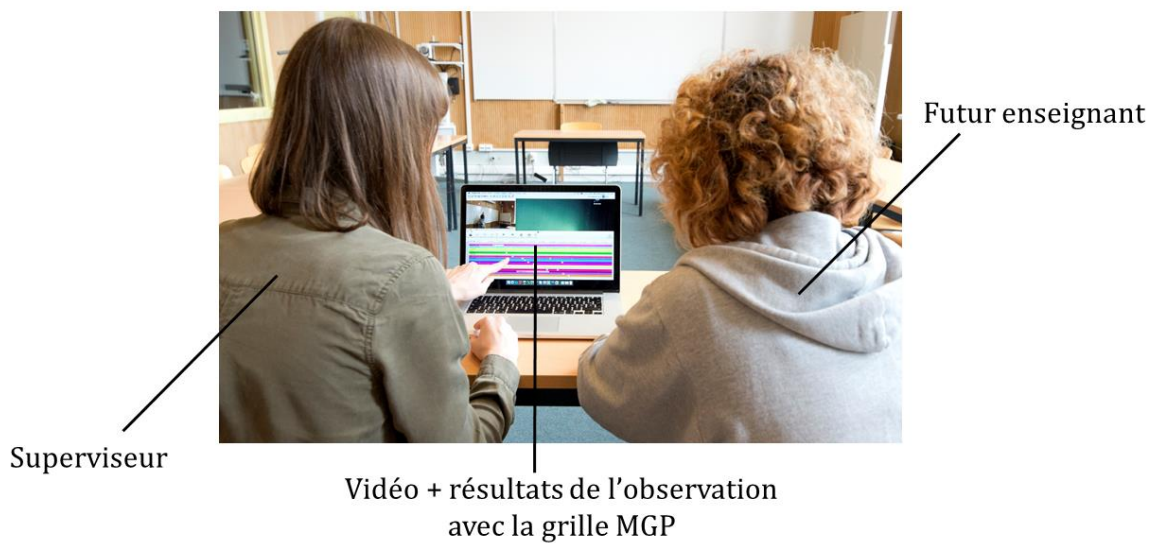 Futur enseignant
Superviseur
Vidéo + résultats de l’observation
avec la grille MGP